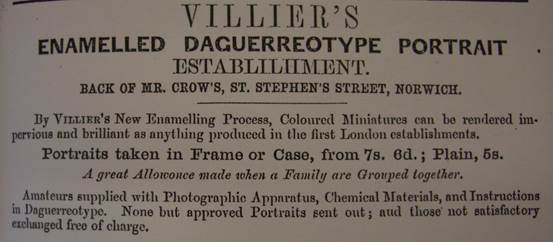 VILLIER'S
ENAMELLED DAGUERREOTYPE PORTRAIT
ESTABLILHMENT.
BACK OF MR. CROW'S, ST. STEPHEN'S STREET, NORWICH.
By VILLIER'S New Enamelling Process, Coloured Miniatures can be rendered im-
pervious and brilliant as anything produced in the first London establishments.
Portraits taken in Frame or Case, from 7s. 6d.; Plain, 5s.
A great Allowonce made when a Family are Grouped together.
Amateurs supplied with Photographic Apparatus, Chemical Materials, and Instructions
in Daguerreotype. None but approved Portraits sent out; aud those not satisfactory
exchanged free of charge.